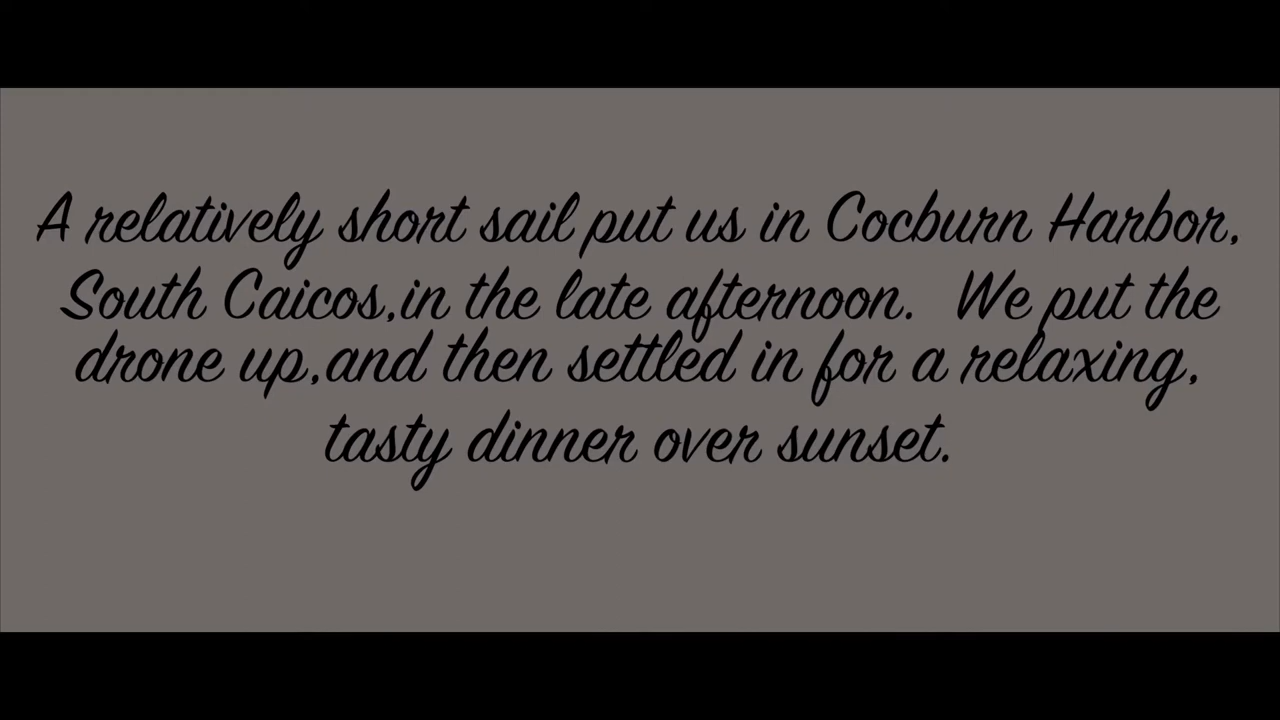 A relatively short sail put us in Cocburn Harbor,
South Caicos,in the late afternoon.  We put the
drone up,and then settled in for a relaxing,
tasty dinner over sunset.